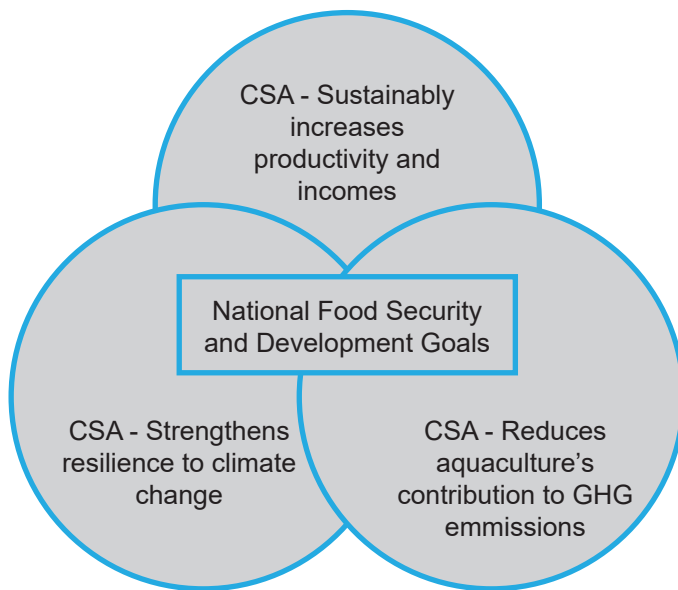 CSA - Sustainably
increases
productivity and
incomes
National Food Security
and Development Goals
CSA - Strengthens
resilience to climate
change
CSA - Reduces
aquaculture’s
contribution to GHG
emmissions